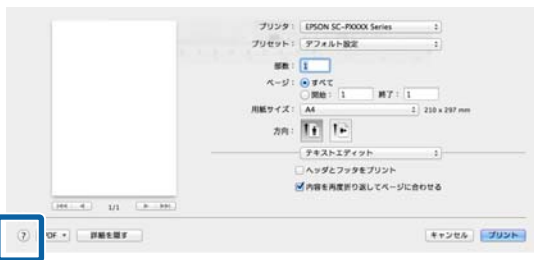 プリンタ： EPSON SC-PXXXX Series
プリセット： デフォルト設定
部数： 1
ページ： すべて
開始： 1 終了： 1
用紙サイズ： A4 210 x 297 mm
方向：
テキストエディット
ヘッダとフッタをプリント
内容を再度折り返してページに合わせる
1/1
? PDF 詳細を隠す キャンセル プリント